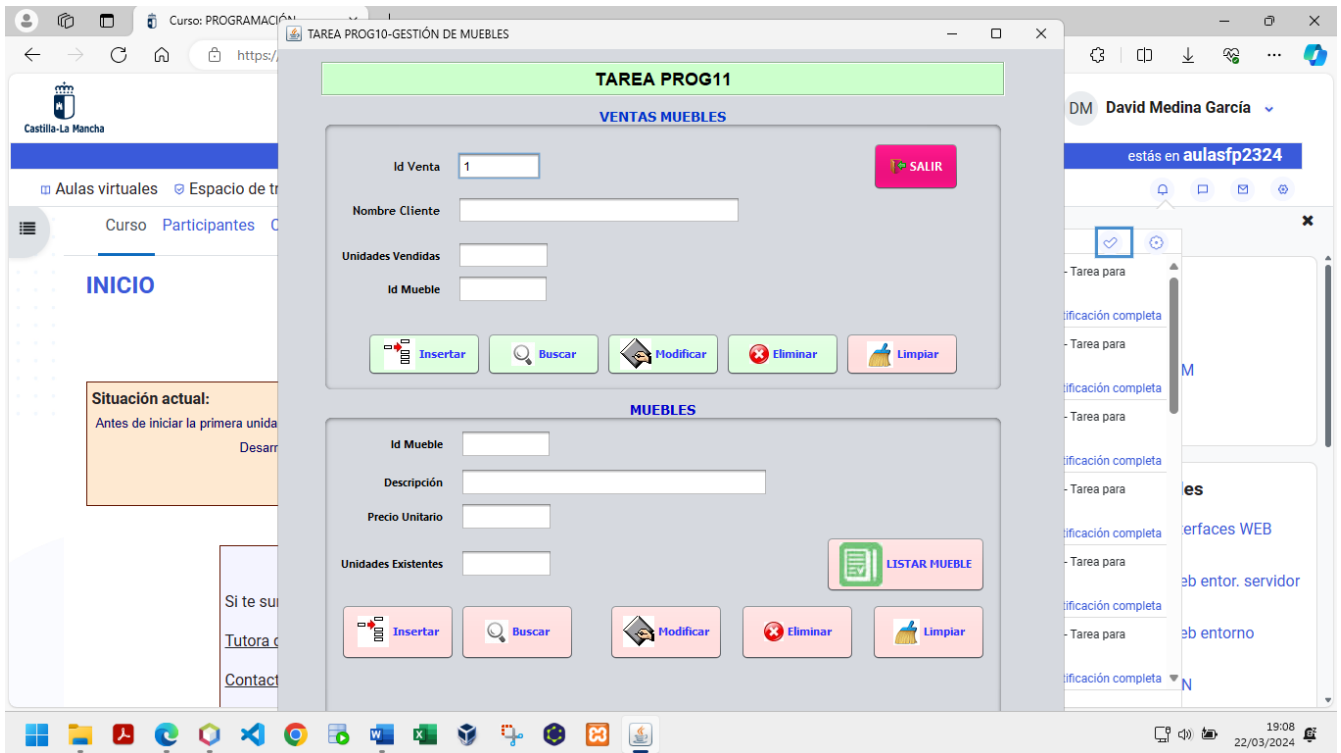 Curso: PROGRAMACIÓN
https:/
TAREA PROG10-GESTIÓN DE MUEBLES
TAREA PROG11
VENTAS MUEBLES
Id Venta 1
SALIR
Nombre Cliente
Unidades Vendidas
Id Mueble
Insertar Buscar Modificar Eliminar Limpiar
MUEBLES
Id Mueble
Descripción
Precio Unitario
Unidades Existentes
LISTAR MUEBLE
Insertar Buscar Modificar Eliminar Limpiar
Castilla-La Mancha
DM David Medina García
estás en aulasfp2324
Aulas virtuales Espacio de tr
Curso Participantes
INICIO
Situación actual:
Antes de iniciar la primera unida
Desarr
Si te sur
Tutora
Contact
- Tarea para
tificación completa
- Tarea para
tificación completa
- Tarea para
tificación completa
- Tarea para
tificación completa
- Tarea para
tificación completa
- Tarea para
tificación completa
M
les
erfaces WEB
eb entor. servidor
eb entorno
N
19:08
22/03/2024